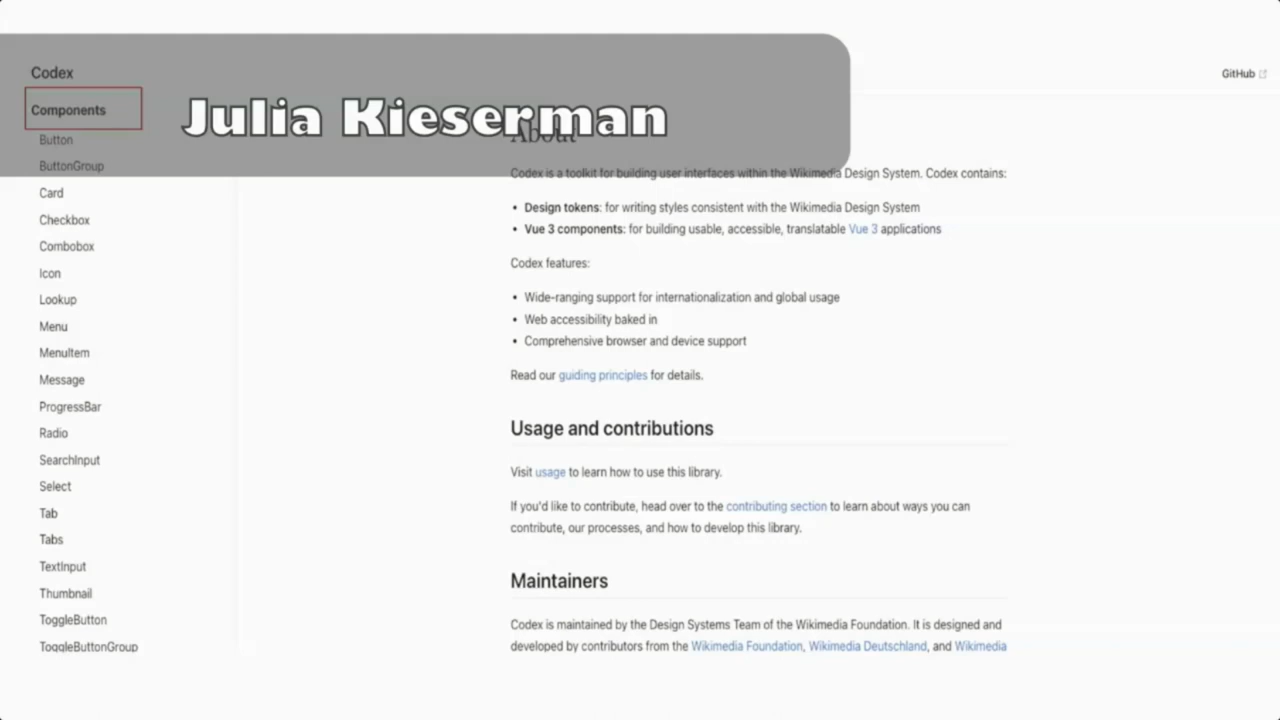 Codex
GitHub
Components
Julia Kieserman
About
Button
ButtonGroup
Card
Checkbox
Combobox
Icon
Lookup
Menu
MenuItem
Message
ProgressBar
Radio
SearchInput
Select
Tab
Tabs
TextInput
Thumbnail
ToggleButton
ToggleButtonGroup
Codex is a toolkit for building user interfaces within the Wikimedia Design System. Codex contains:
• Design tokens: for writing styles consistent with the Wikimedia Design System
• Vue 3 components: for building usable, accessible, translatable Vue 3 applications
Codex features:
• Wide-ranging support for internationalization and global usage
• Web accessibility baked in
• Comprehensive browser and device support
Read our guiding principles for details.
Usage and contributions
Visit usage to learn how to use this library.
If you'd like to contribute, head over to the contributing section to learn about ways you can
contribute, our processes, and how to develop this library.
Maintainers
Codex is maintained by the Design Systems Team of the Wikimedia Foundation. It is designed and
developed by contributors from the Wikimedia Foundation, Wikimedia Deutschland, and Wikimedia